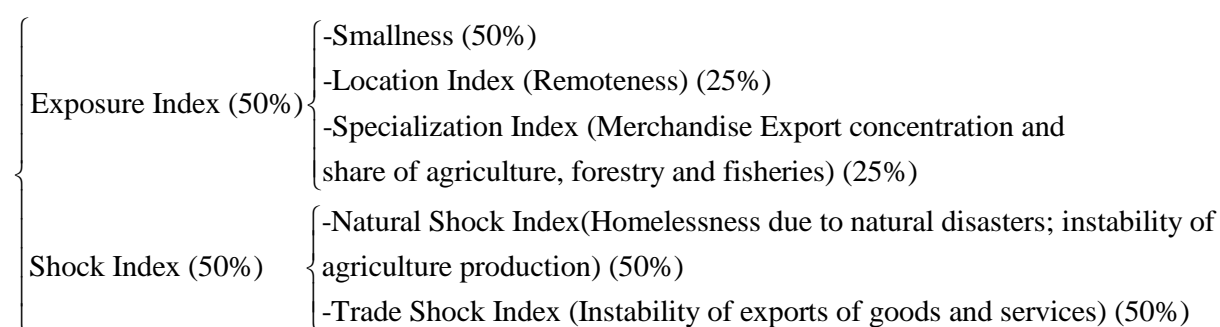 Exposure Index (50%)
-Smallness (50%)
-Location Index (Remoteness) (25%)
-Specialization Index (Merchandise Export concentration and
share of agriculture, forestry and fisheries) (25%)
Shock Index (50%)
-Natural Shock Index(Homelessness due to natural disasters; instability of
agriculture production) (50%)
-Trade Shock Index (Instability of exports of goods and services) (50%)